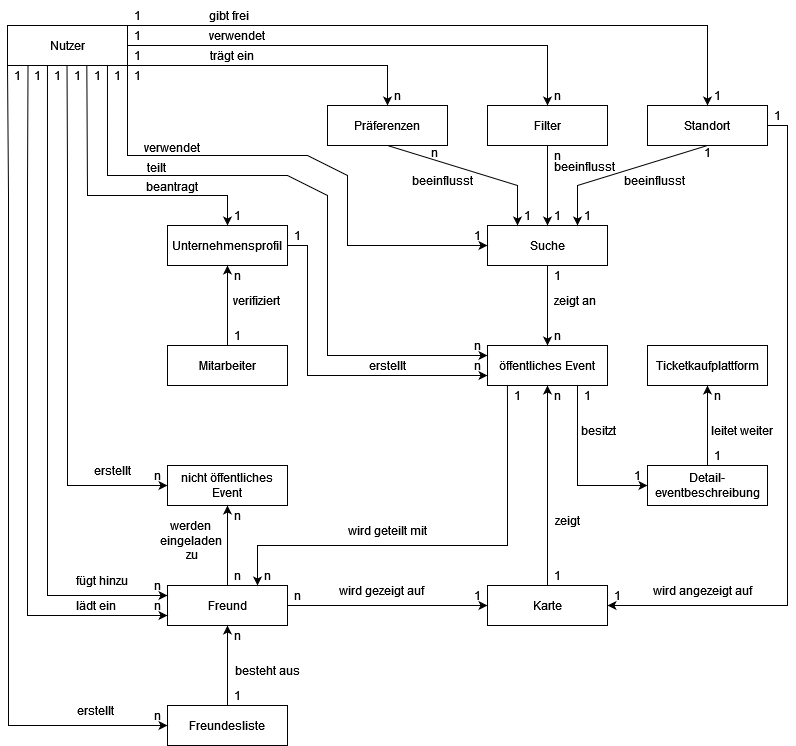 1 gibt frei
Nutzer
1 verwendet
1 trägt ein
1 1 1 1 1 1 1
n n 1 1
Präferenzen
Filter
Standort
verwendet
n n 1
beeinflusst
teilt
beeinflusst beeinflusst
beantragt
1 1 1 1
Unternehmensprofil
1 1
Suche
n 1
verifiziert
zeigt an
1 n
n
Mitarbeiter
erstellt
n
öffentliches Event
Ticketkaufplattform
1 n 1 n
besitzt
leitet weiter
1
erstellt
n
nicht öffentliches
Event
1
Detail-
eventbeschreibung
n
werden
eingeladen
zu
wird geteilt mit
zeigt
n n 1
fügt hinzu
n
lädt ein
n
Freund
n
wird gezeigt auf
1
Karte
1
wird angezeigt auf
n
besteht aus
1
erstellt
n
Freundesliste